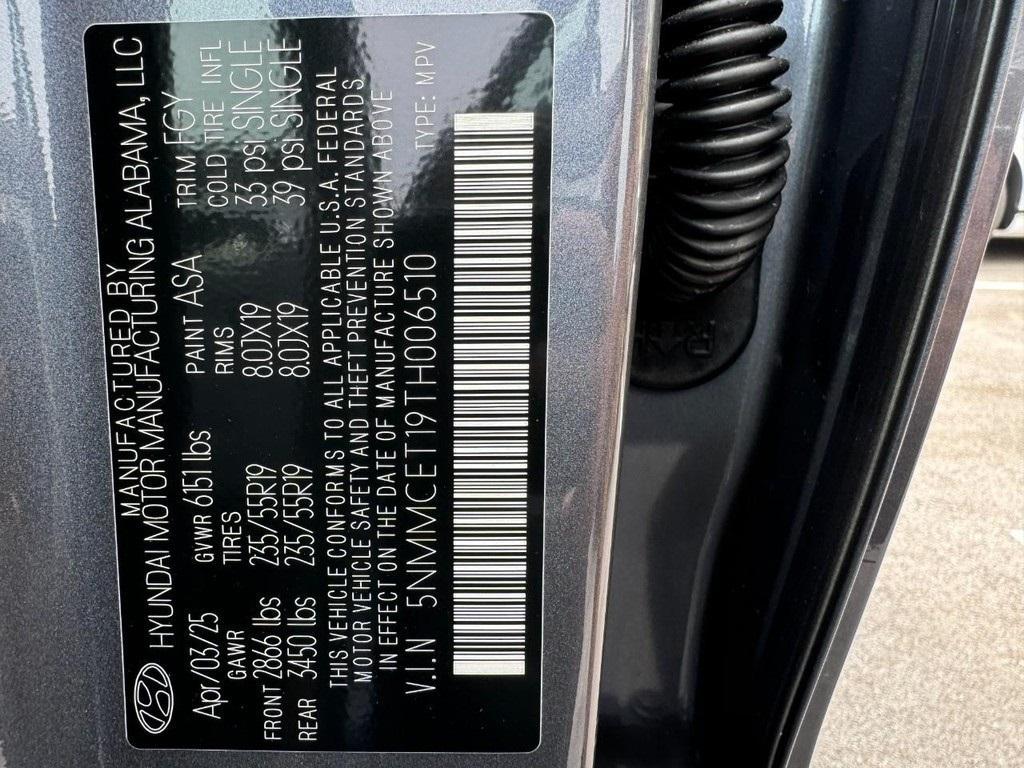 MANUFACTURED BY
HYUNDAI MOTOR MANUFACTURING ALABAMA, LLC
Apr/03/25 GVWR 6151 lbs PAINT ASA TRIM FGY
GAWR TIRES RIMS COLD TIRE INFL
FRONT 2866 lbs 235/55R19 8.0JX19 33 psi SINGLE
REAR 3450 lbs 235/55R19 8.0JX19 39 psi SINGLE
THIS VEHICLE CONFORMS TO ALL APPLICABLE U.S.A. FEDERAL
MOTOR VEHICLE SAFETY AND THEFT PREVENTION STANDARDS
IN EFFECT ON THE DATE OF MANUFACTURE SHOWN ABOVE
V.I.N 5NMMCET19TH006510 TYPE: MPV